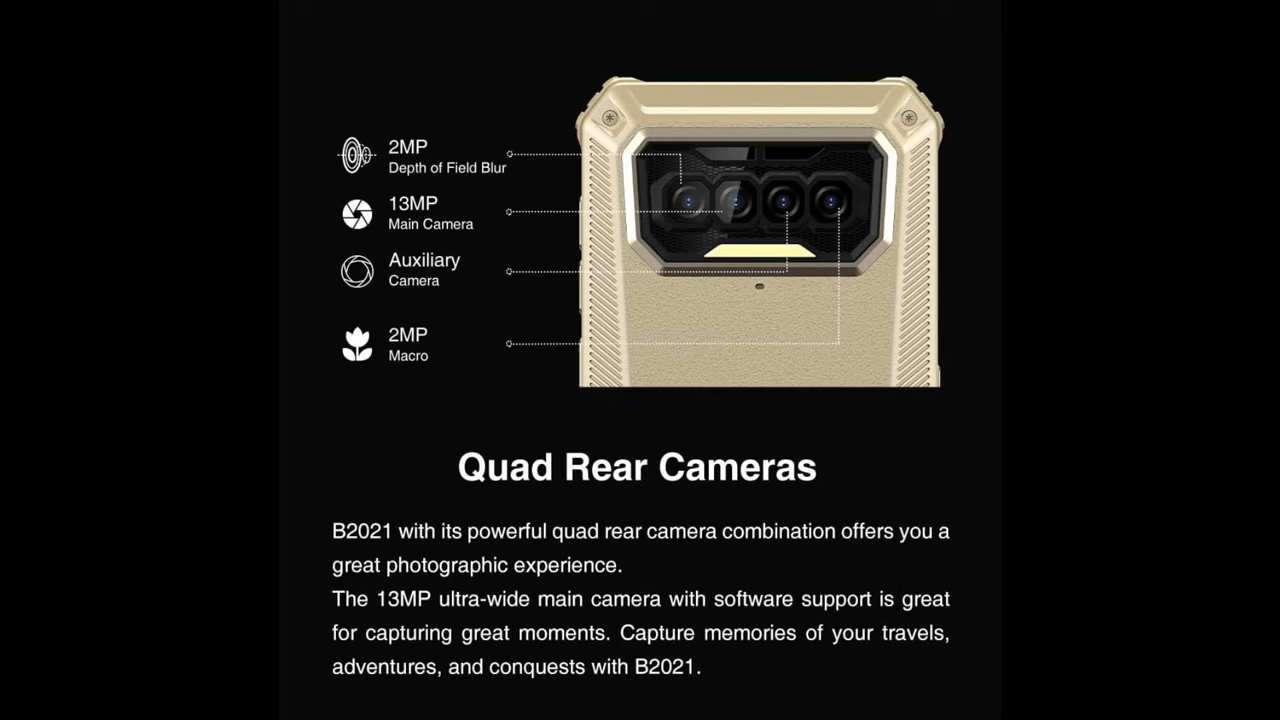 2MP
Depth of Field Blur
13MP
Main Camera
Auxiliary
Camera
2MP
Macro
Quad Rear Cameras
B2021 with its powerful quad rear camera combination offers you a
great photographic experience.
The 13MP ultra-wide main camera with software support is great
for capturing great moments. Capture memories of your travels,
adventures, and conquests with B2021.